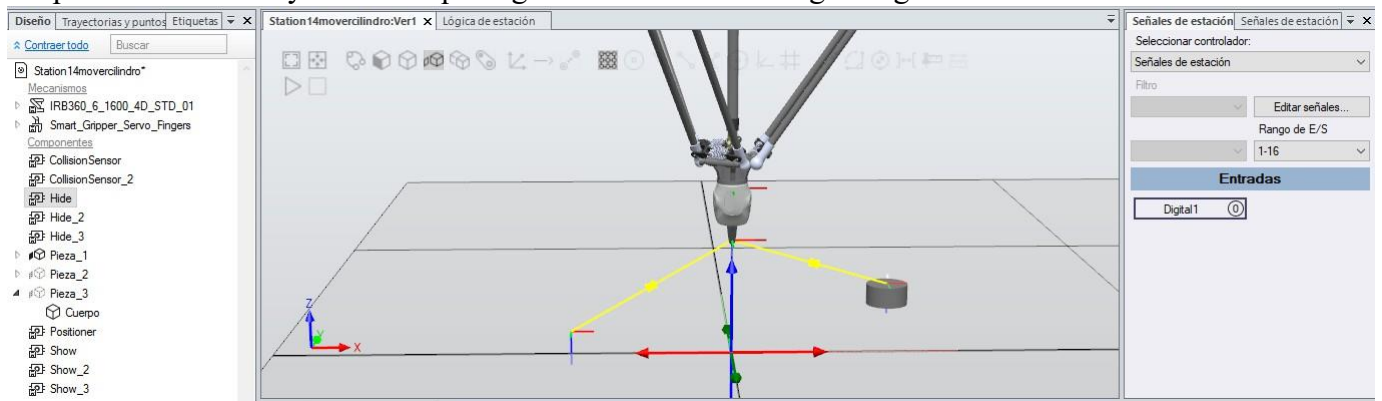 Diseño Trayectorias y puntos Etiquetas
Contraer todo Buscar
Station14movercilindro*
Mecanismos
IRB360_6_1600_4D_STD_01
Smart_Gripper_Servo_Fingers
Componentes
CollisionSensor
CollisionSensor_2
Hide
Hide_2
Hide_3
Pieza_1
Pieza_2
Pieza_3
Cuerpo
Positioner
Show
Show_2
Show_3
Station14movercilindro:Ver1 X Lógica de estación
Z
Y
X
Señales de estación Señales de estación
Seleccionar controlador:
Señales de estación
Filtro
Editar señales...
Rango de E/S
1-16
Entradas
Digital1 0